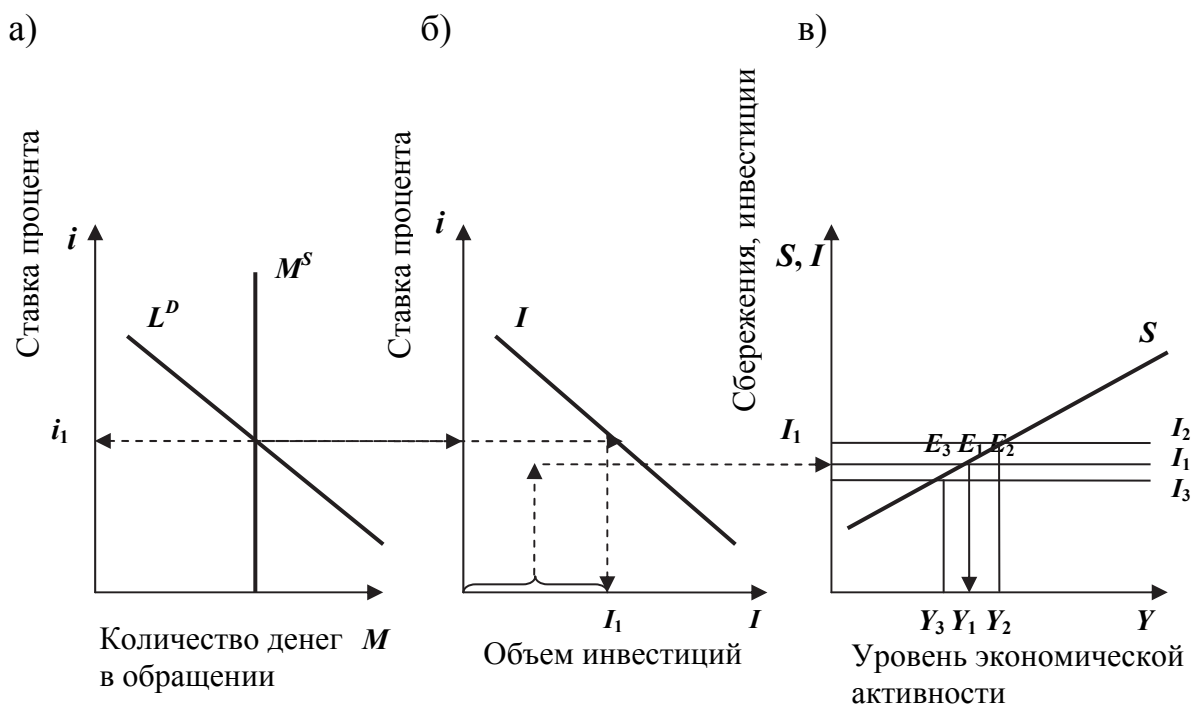 а)
б)
в)
Ставка процента
i
M^S
L^D
i₁
Количество денег M
в обращении
Ставка процента
i
I
I₁
I
Объем инвестиций
Сбережения, инвестиции
S, I
S
I₁
E₃ E₁ E₂
I₂
I₁
I₃
Y₃ Y₁ Y₂
Y
Уровень экономической
активности